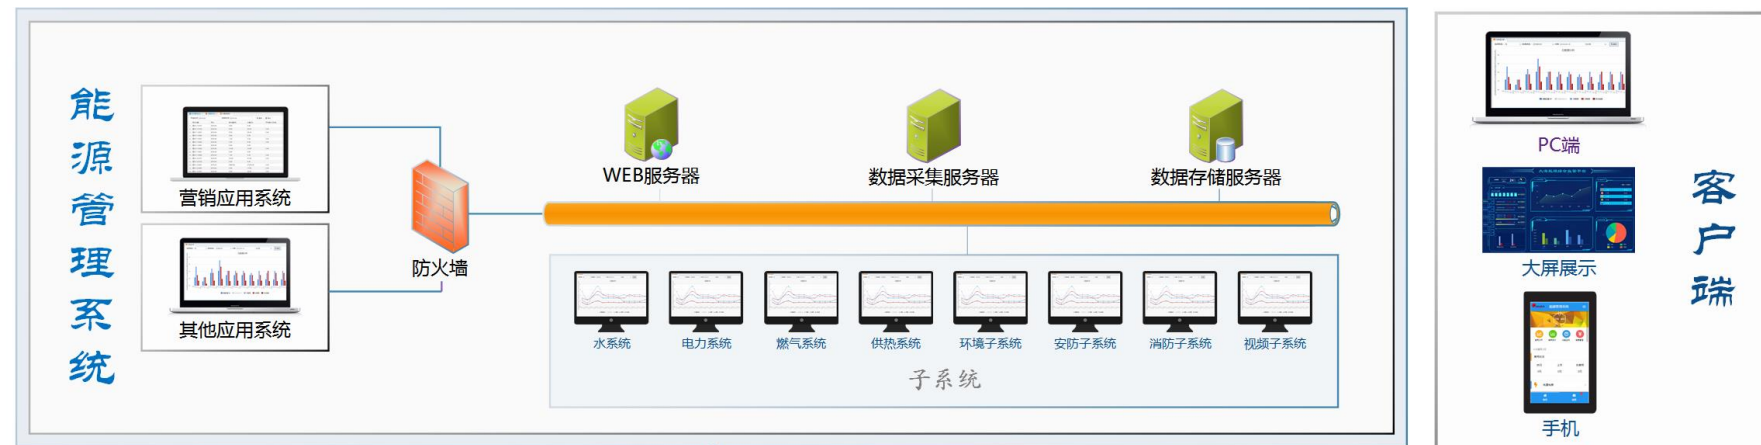 能源管理系统
营销应用系统
其他应用系统
防火墙
WEB服务器
数据采集服务器
数据存储服务器
水系统
电力系统
燃气系统
供热系统
环境子系统
安防子系统
消防子系统
视频子系统
子系统
PC端
大屏展示
手机
客户端